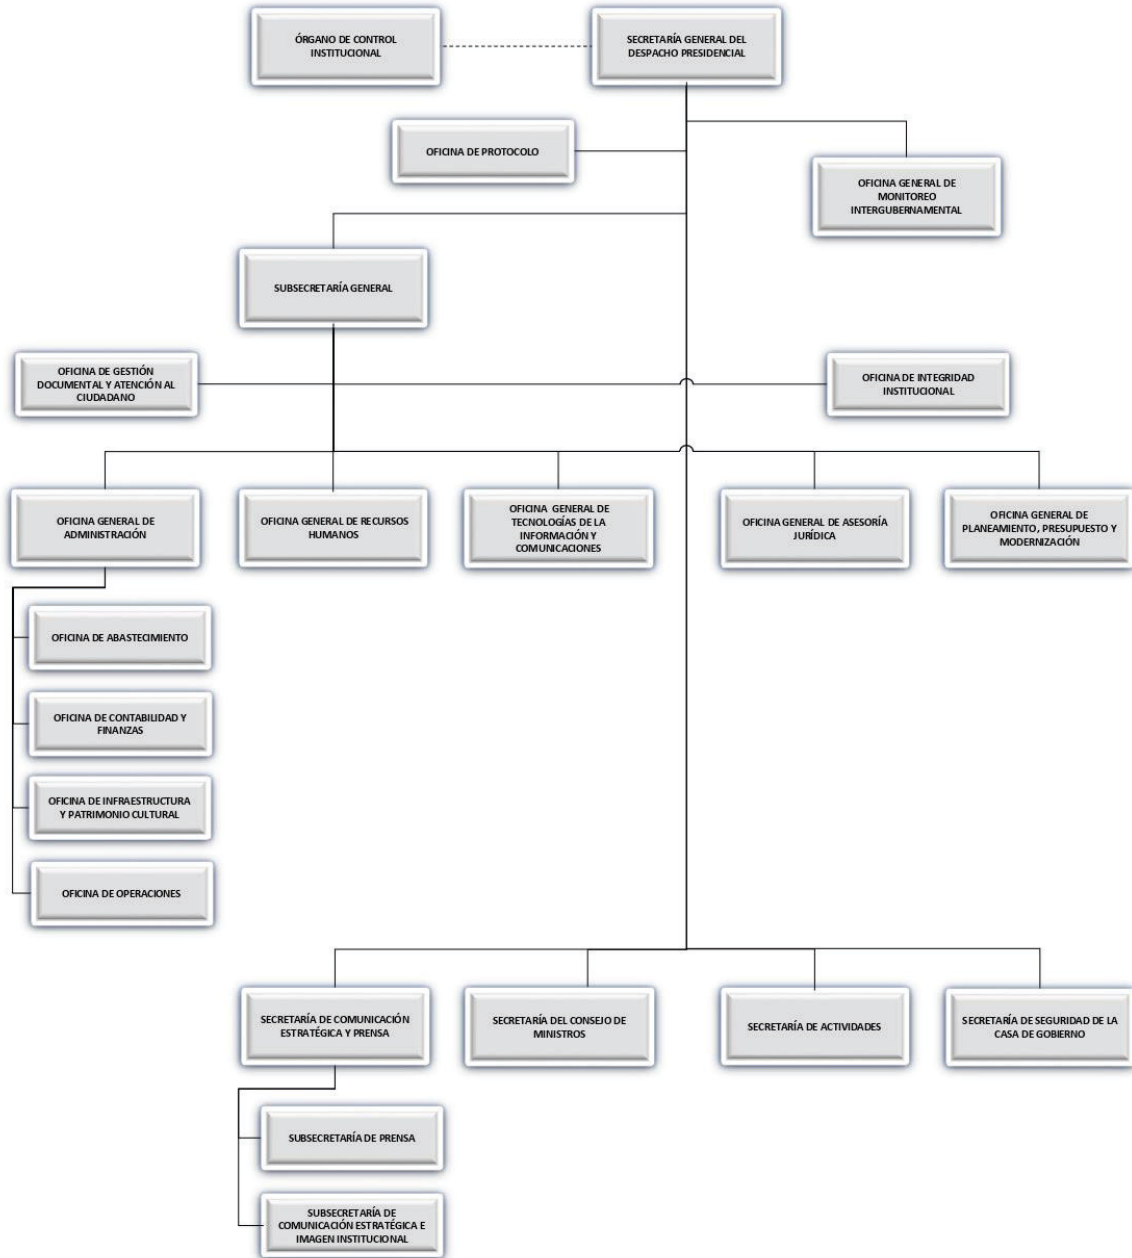 ÓRGANO DE CONTROL
INSTITUCIONAL
SECRETARÍA GENERAL DEL
DESPACHO PRESIDENCIAL
OFICINA DE PROTOCOLO
OFICINA GENERAL DE
MONITOREO
INTERGUBERNAMENTAL
SUBSECRETARÍA GENERAL
OFICINA DE GESTIÓN
DOCUMENTAL Y ATENCIÓN AL
CIUDADANO
OFICINA DE INTEGRIDAD
INSTITUCIONAL
OFICINA GENERAL DE
ADMINISTRACIÓN
OFICINA GENERAL DE RECURSOS
HUMANOS
OFICINA GENERAL DE
TECNOLOGÍAS DE LA
INFORMACIÓN Y
COMUNICACIONES
OFICINA GENERAL DE ASESORÍA
JURÍDICA
OFICINA GENERAL DE
PLANEAMIENTO, PRESUPUESTO Y
MODERNIZACIÓN
OFICINA DE ABASTECIMIENTO
OFICINA DE CONTABILIDAD Y
FINANZAS
OFICINA DE INFRAESTRUCTURA
Y PATRIMONIO CULTURAL
OFICINA DE OPERACIONES
SECRETARÍA DE COMUNICACIÓN
ESTRATÉGICA Y PRENSA
SECRETARÍA DEL CONSEJO DE
MINISTROS
SECRETARÍA DE ACTIVIDADES
SECRETARÍA DE SEGURIDAD DE LA
CASA DE GOBIERNO
SUBSECRETARÍA DE PRENSA
SUBSECRETARÍA DE
COMUNICACIÓN ESTRATÉGICA E
IMAGEN INSTITUCIONAL